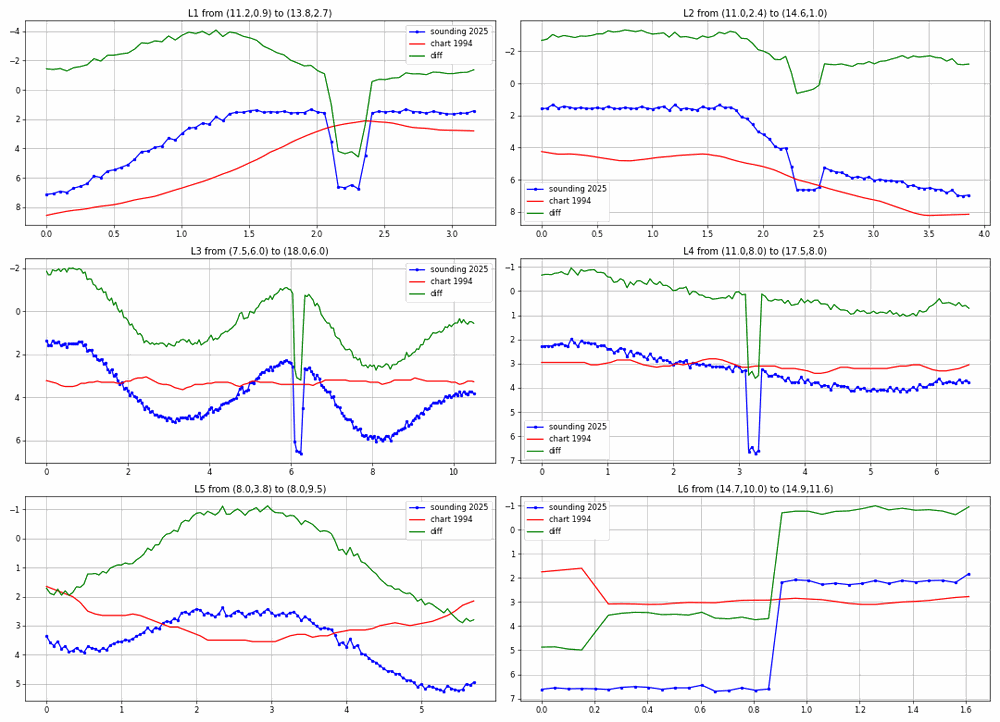 L1 from (11.2,0.9) to (13.8,2.7)
−4
−2
0
2
4
6
8
sounding 2025
chart 1994
diff
0.0 0.5 1.0 1.5 2.0 2.5 3.0
L2 from (11.0,2.4) to (14.6,1.0)
−2
0
2
4
6
8
sounding 2025
chart 1994
diff
0.0 0.5 1.0 1.5 2.0 2.5 3.0 3.5 4.0
L3 from (7.5,6.0) to (18.0,6.0)
−2
0
2
4
6
sounding 2025
chart 1994
diff
0 2 4 6 8 10
L4 from (11.0,8.0) to (17.5,8.0)
−1
0
1
2
3
4
5
6
7
sounding 2025
chart 1994
diff
0 1 2 3 4 5 6
L5 from (8.0,3.8) to (8.0,9.5)
−1
0
1
2
3
4
5
sounding 2025
chart 1994
diff
0 1 2 3 4 5
L6 from (14.7,10.0) to (14.9,11.6)
−1
0
1
2
3
4
5
6
7
sounding 2025
chart 1994
diff
0.0 0.2 0.4 0.6 0.8 1.0 1.2 1.4 1.6